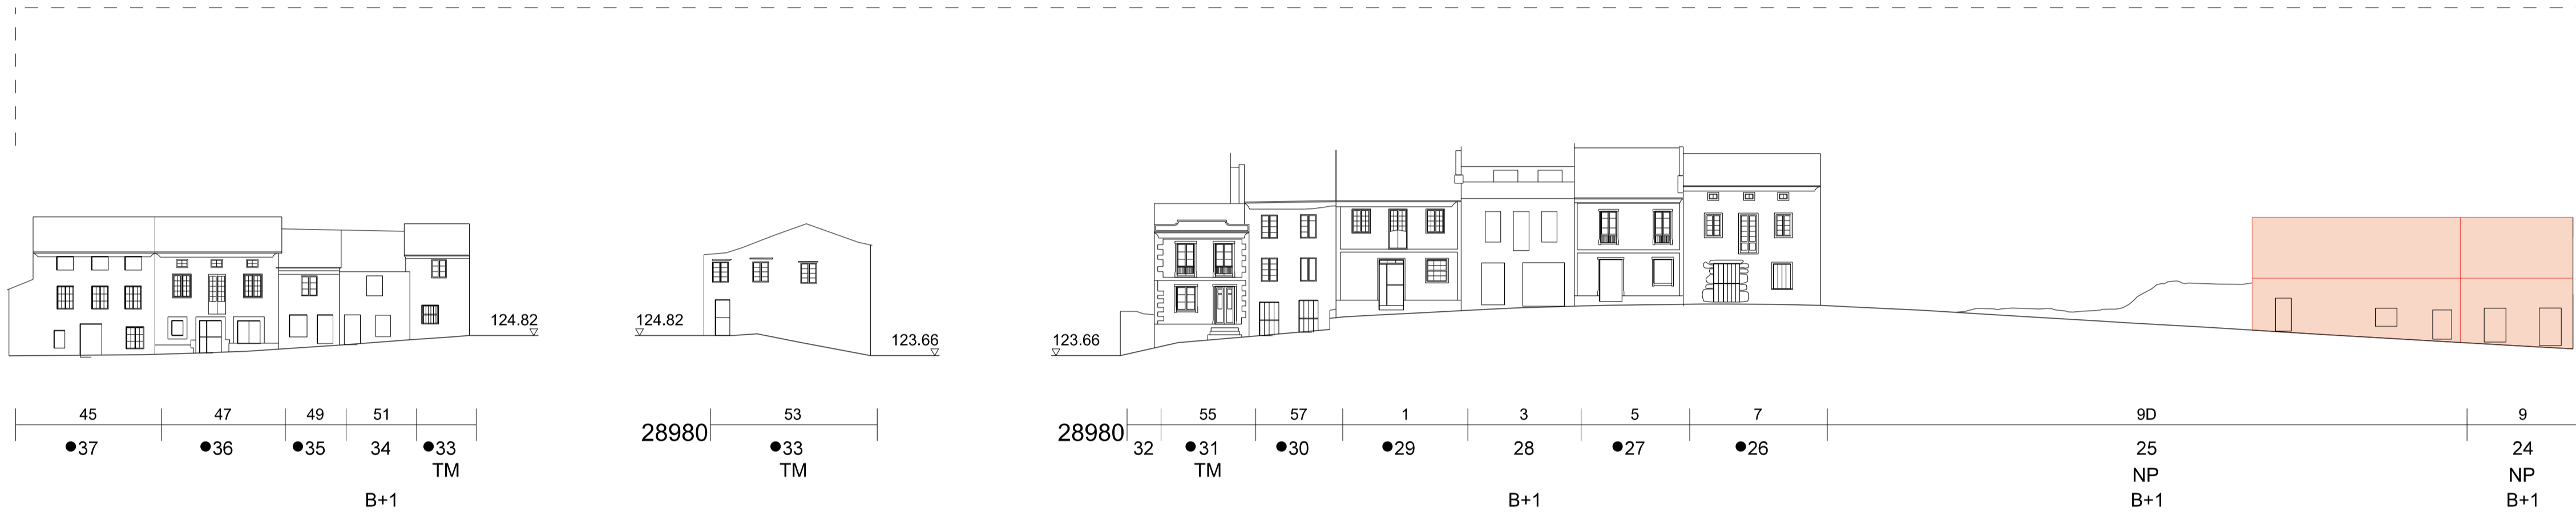 124.82 124.82 123.66 123.66
45 47 49 51 53 55 57 1 3 5 7 9D 9
28980 28980
●37 ●36 ●35 34 ●33 ●33 32 ●31 ●30 ●29 28 ●27 ●26 25 24
TM TM TM NP NP
B+1 B+1 B+1 B+1